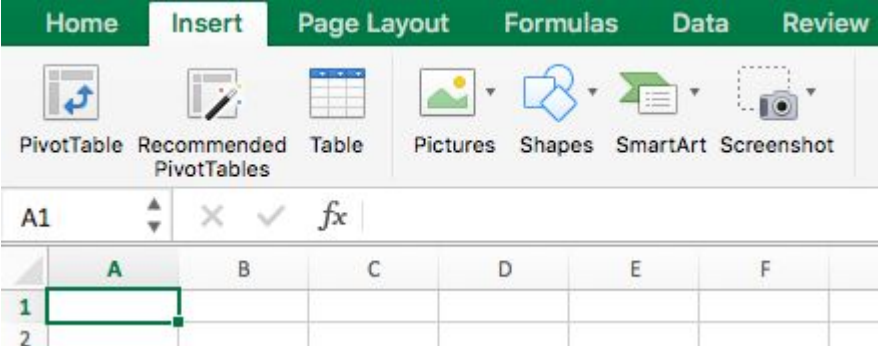 Home Insert Page Layout Formulas Data Review
PivotTable Recommended PivotTables Table Pictures Shapes SmartArt Screenshot
A1 fx
A B C D E F
1
2